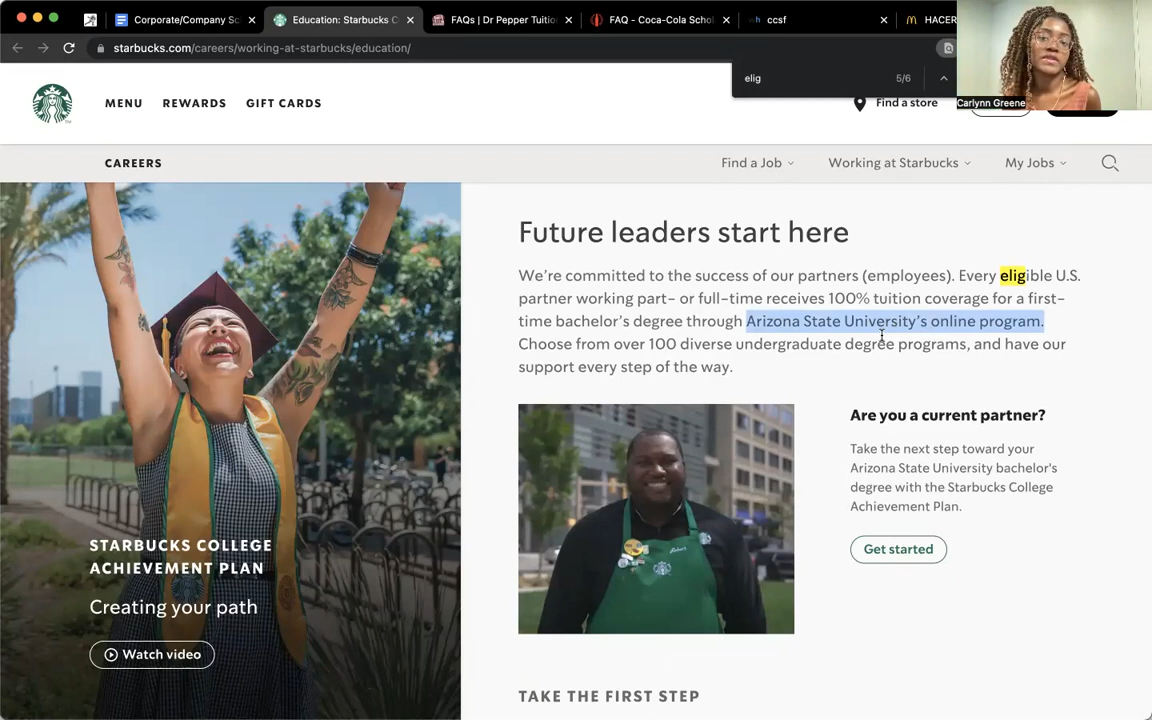 Corporate/Company Sc
Education: Starbucks C
FAQs | Dr Pepper Tuition
FAQ - Coca-Cola Schol
wh ccsf
HACER
starbucks.com/careers/working-at-starbucks/education/
elig 5/6
Carlynn Greene
MENU REWARDS GIFT CARDS
Find a store
CAREERS
Find a Job Working at Starbucks My Jobs
Future leaders start here
We're committed to the success of our partners (employees). Every eligible U.S.
partner working part- or full-time receives 100% tuition coverage for a first-
time bachelor's degree through Arizona State University's online program.
Choose from over 100 diverse undergraduate degree programs, and have our
support every step of the way.
Are you a current partner?
Take the next step toward your
Arizona State University bachelor's
degree with the Starbucks College
Achievement Plan.
Get started
STARBUCKS COLLEGE
ACHIEVEMENT PLAN
Creating your path
Watch video
TAKE THE FIRST STEP